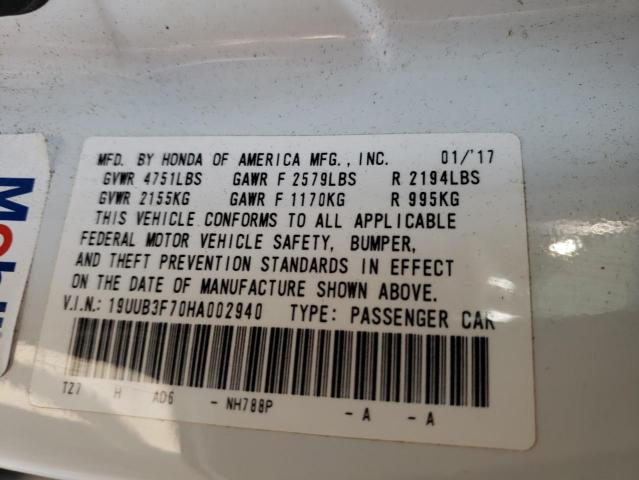 MFD. BY HONDA OF AMERICA MFG., INC. 01/'17
GVWR 4751LBS GAWR F 2579LBS R 2194LBS
GVWR 2155KG GAWR F 1170KG R 995KG
THIS VEHICLE CONFORMS TO ALL APPLICABLE
FEDERAL MOTOR VEHICLE SAFETY, BUMPER,
AND THEFT PREVENTION STANDARDS IN EFFECT
ON THE DATE OF MANUFACTURE SHOWN ABOVE.
V.I.N.: 19UUB3F70HA002940 TYPE: PASSENGER CAR
TZ7 H AD6 - NH788P - A - A